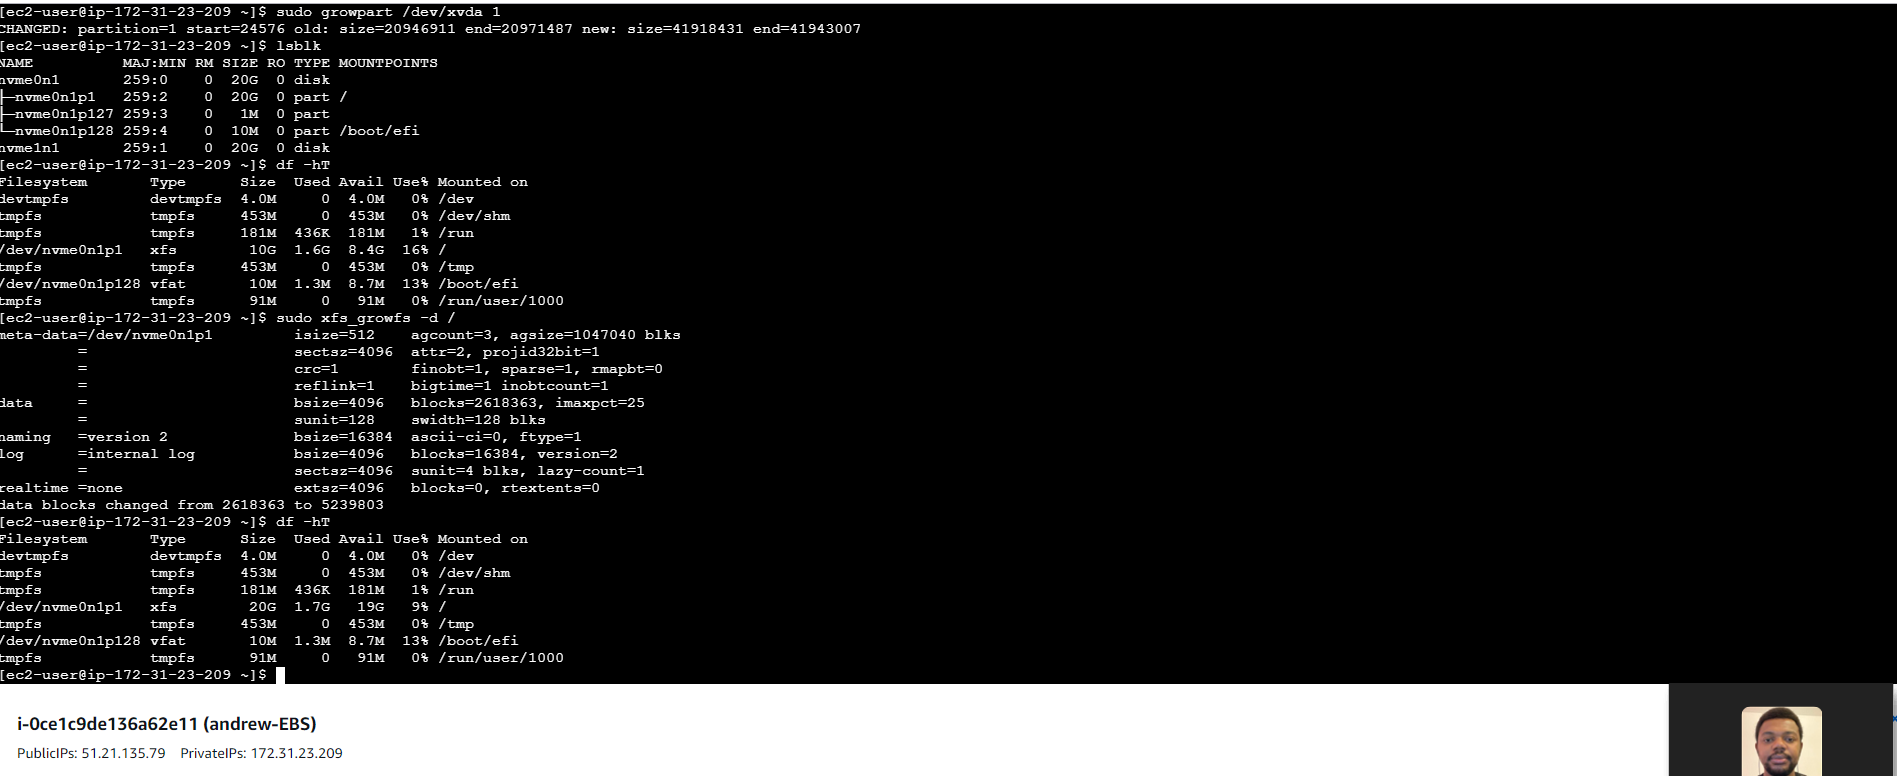 [ec2-user@ip-172-31-23-209 ~]$ sudo growpart /dev/xvda 1
CHANGED: partition=1 start=24576 old: size=20946911 end=20971487 new: size=41918431 end=41943007
[ec2-user@ip-172-31-23-209 ~]$ lsblk
NAME          MAJ:MIN RM SIZE RO TYPE MOUNTPOINTS
nvme0n1       259:0    0  20G  0 disk
├─nvme0n1p1   259:2    0  20G  0 part /
├─nvme0n1p127 259:3    0   1M  0 part
└─nvme0n1p128 259:4    0  10M  0 part /boot/efi
nvme1n1       259:1    0  20G  0 disk
[ec2-user@ip-172-31-23-209 ~]$ df -hT
Filesystem       Type      Size  Used Avail Use% Mounted on
devtmpfs         devtmpfs  4.0M     0  4.0M   0% /dev
tmpfs            tmpfs     453M     0  453M   0% /dev/shm
tmpfs            tmpfs     181M  436K  181M   1% /run
/dev/nvme0n1p1   xfs        10G  1.6G  8.4G  16% /
tmpfs            tmpfs     453M     0  453M   0% /tmp
/dev/nvme0n1p128 vfat       10M  1.3M  8.7M  13% /boot/efi
tmpfs            tmpfs      91M     0   91M   0% /run/user/1000
[ec2-user@ip-172-31-23-209 ~]$ sudo xfs_growfs -d /
meta-data=/dev/nvme0n1p1         isize=512    agcount=3, agsize=1047040 blks
         =                       sectsz=4096  attr=2, projid32bit=1
         =                       crc=1        finobt=1, sparse=1, rmapbt=0
         =                       reflink=1    bigtime=1 inobtcount=1
data     =                       bsize=4096   blocks=2618363, imaxpct=25
         =                       sunit=128    swidth=128 blks
naming   =version 2              bsize=16384  ascii-ci=0, ftype=1
log      =internal log           bsize=4096   blocks=16384, version=2
         =                       sectsz=4096  sunit=4 blks, lazy-count=1
realtime =none                   extsz=4096   blocks=0, rtextents=0
data blocks changed from 2618363 to 5239803
[ec2-user@ip-172-31-23-209 ~]$ df -hT
Filesystem       Type      Size  Used Avail Use% Mounted on
devtmpfs         devtmpfs  4.0M     0  4.0M   0% /dev
tmpfs            tmpfs     453M     0  453M   0% /dev/shm
tmpfs            tmpfs     181M  436K  181M   1% /run
/dev/nvme0n1p1   xfs        20G  1.7G   19G   9% /
tmpfs            tmpfs     453M     0  453M   0% /tmp
/dev/nvme0n1p128 vfat       10M  1.3M  8.7M  13% /boot/efi
tmpfs            tmpfs      91M     0   91M   0% /run/user/1000
[ec2-user@ip-172-31-23-209 ~]$
i-0ce1c9de136a62e11 (andrew-EBS)
PublicIPs: 51.21.135.79    PrivateIPs: 172.31.23.209